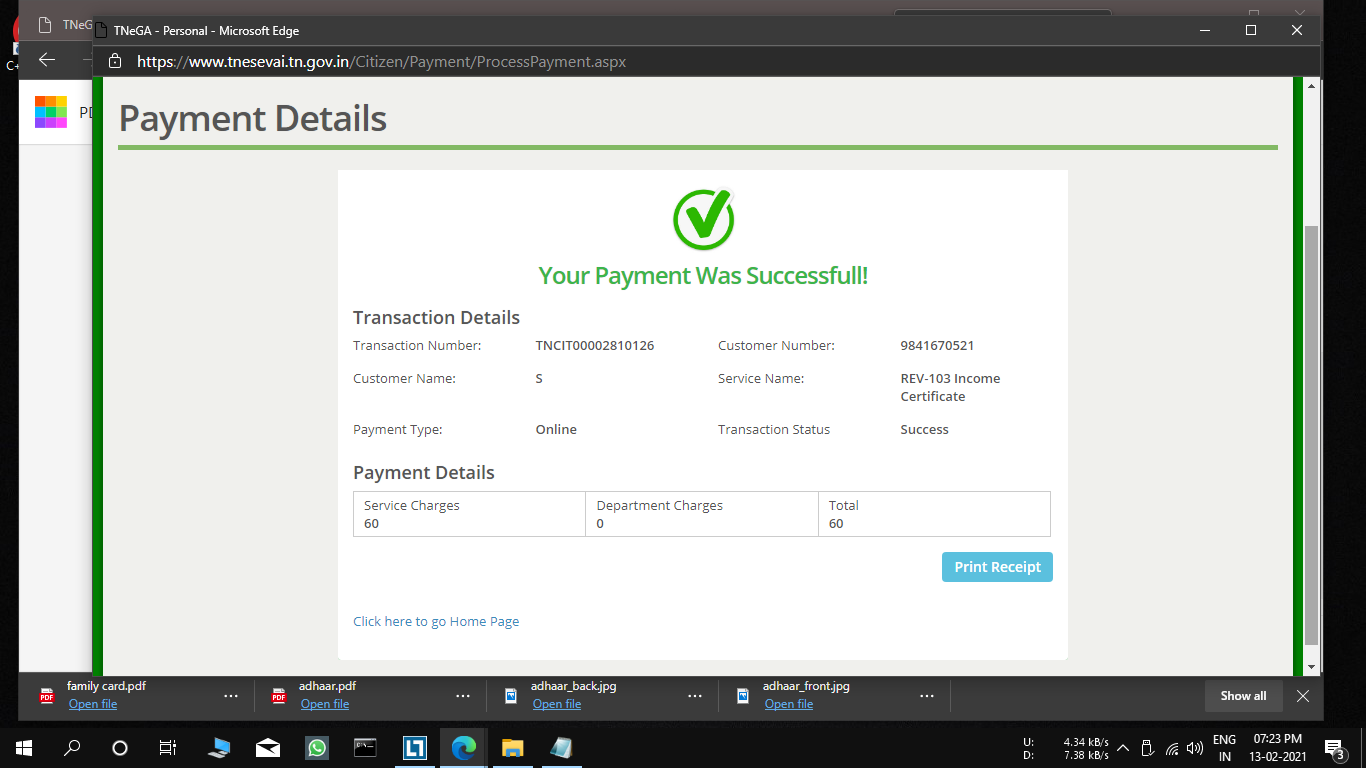 TNeG
TNeGA - Personal - Microsoft Edge
https://www.tnesevai.tn.gov.in/Citizen/Payment/ProcessPayment.aspx
C+
PD
Payment Details
Your Payment Was Successfull!
Transaction Details
Transaction Number: TNCIT00002810126 Customer Number: 9841670521
Customer Name: S Service Name: REV-103 Income
Certificate
Payment Type: Online Transaction Status Success
Payment Details
Service Charges Department Charges Total
60 0 60
Print Receipt
Click here to go Home Page
family card.pdf adhaar.pdf adhaar_back.jpg adhaar_front.jpg
Open file Open file Open file Open file
Show all
U: 4.34 kB/s ENG 07:23 PM
D: 7.38 kB/s IN 13-02-2021
3